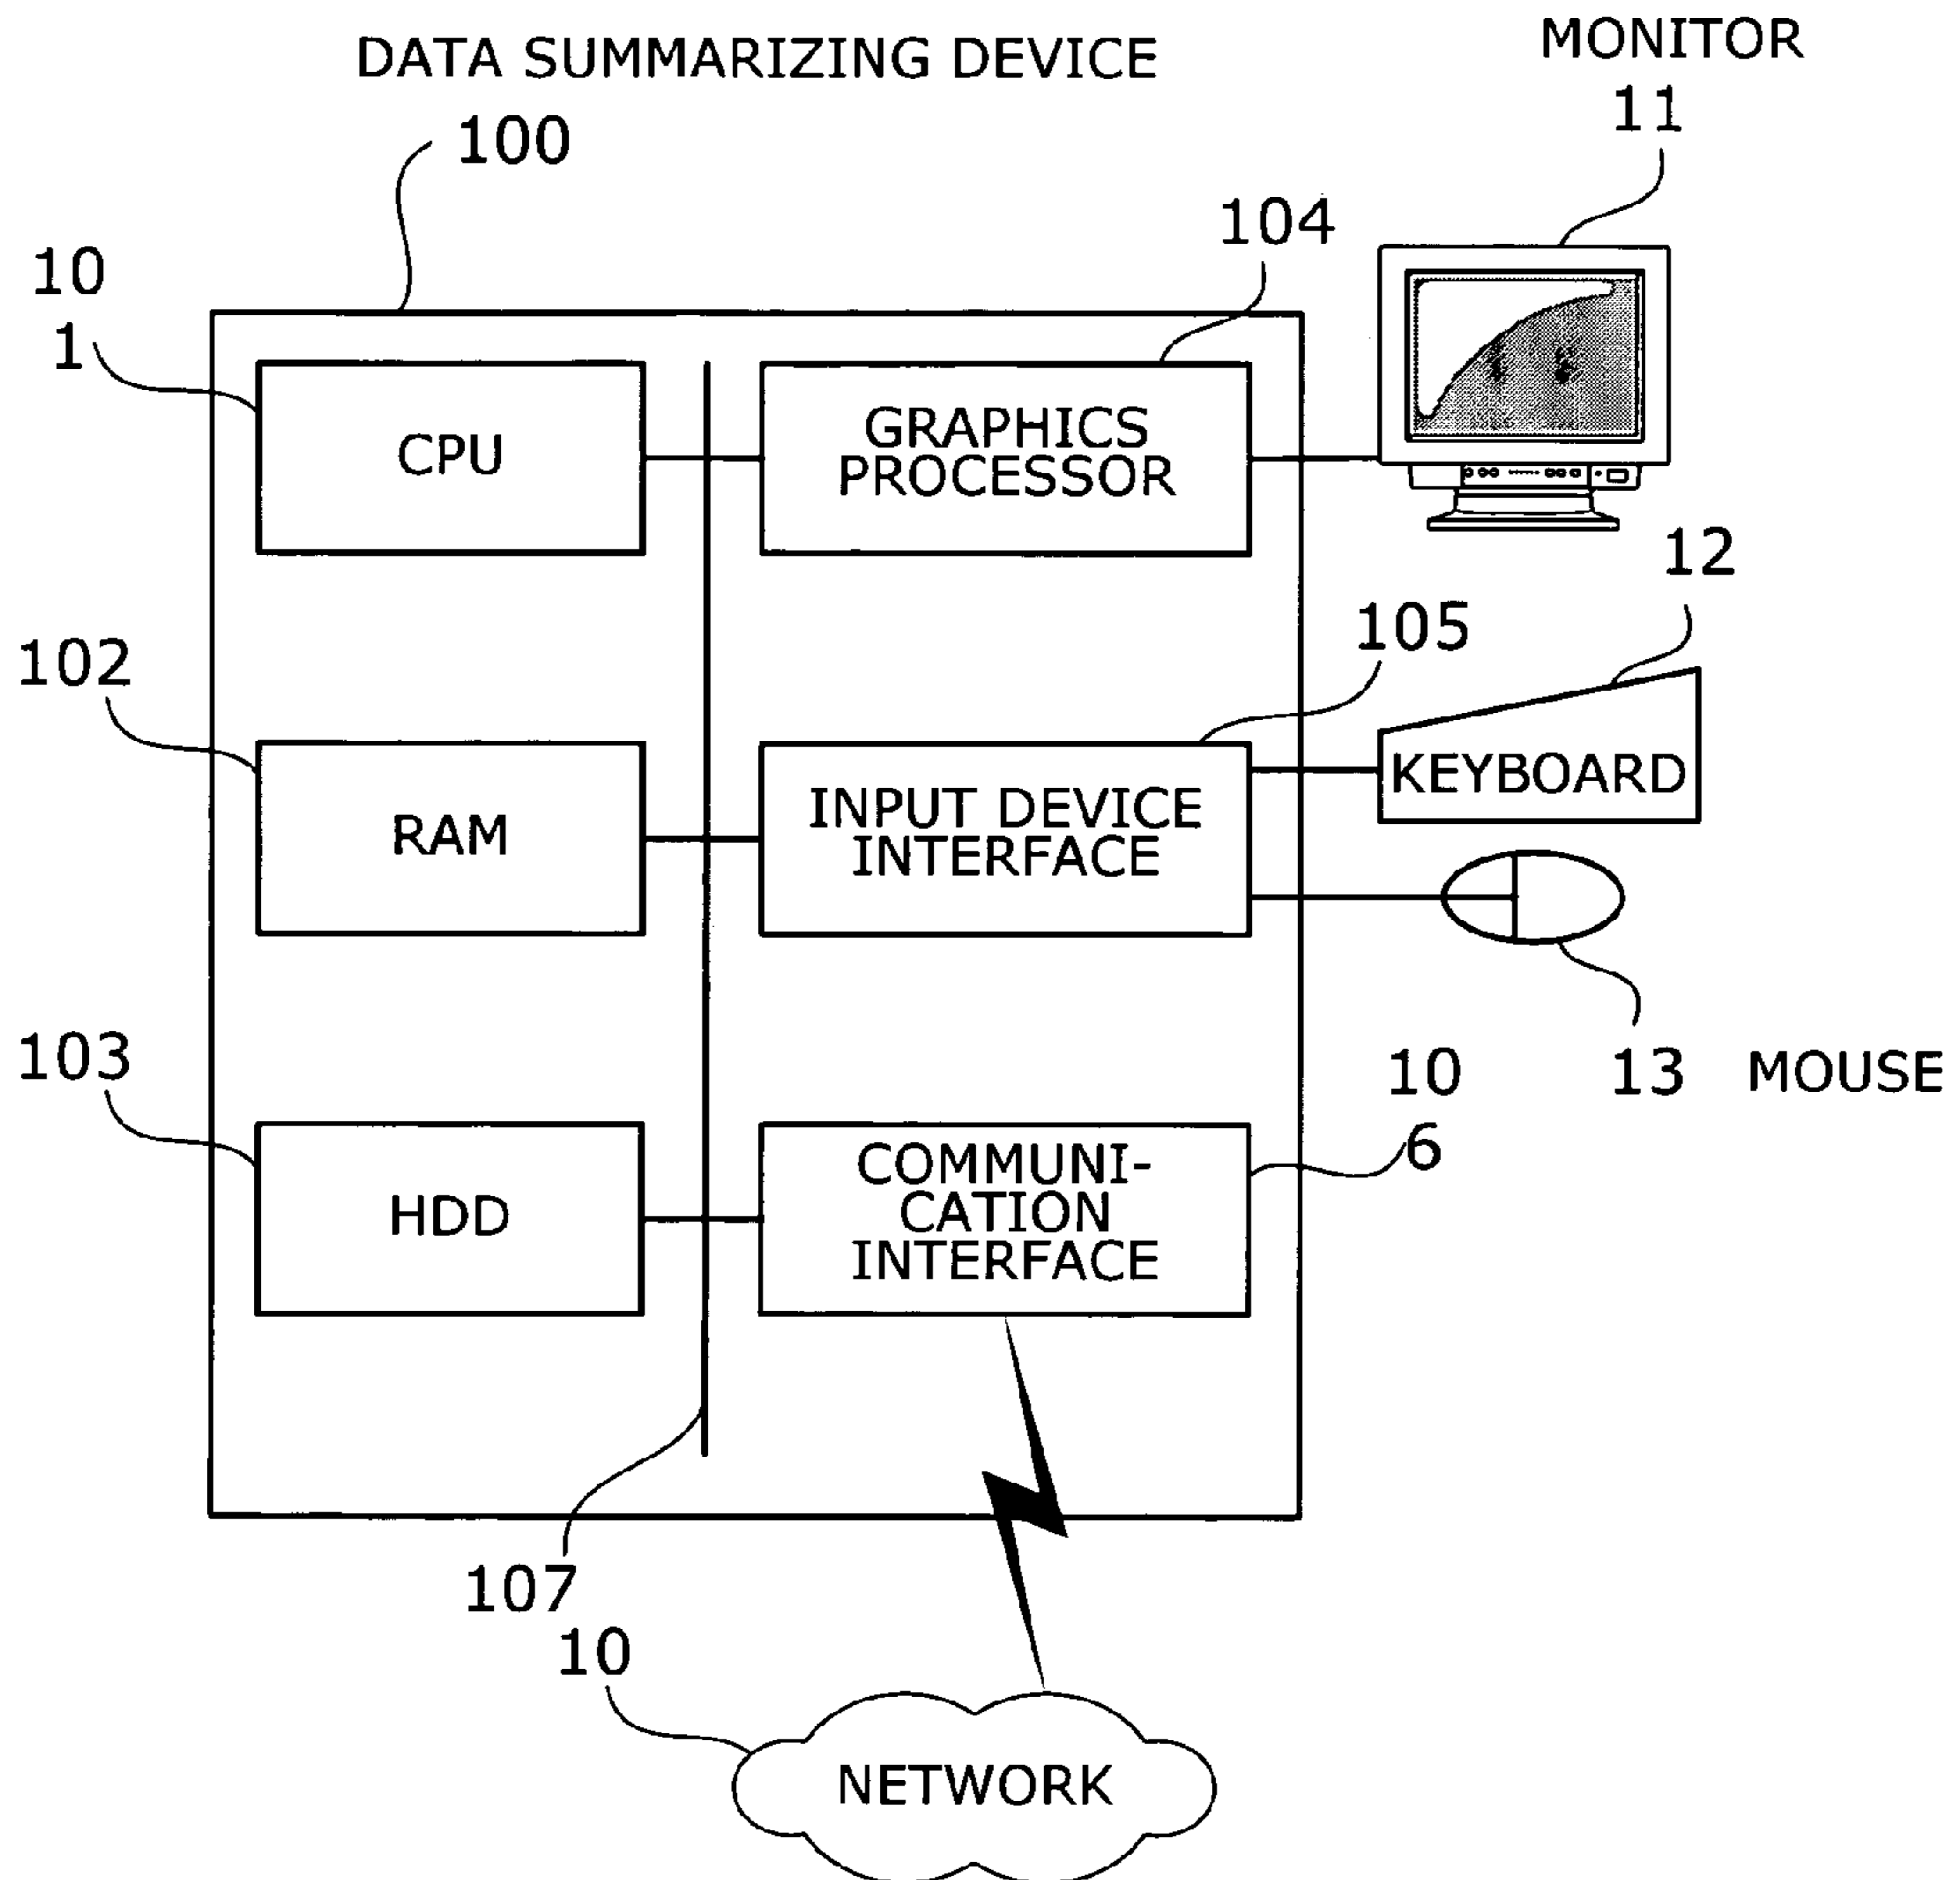 DATA SUMMARIZING DEVICE
100
MONITOR
11
104
10
1
CPU
GRAPHICS
PROCESSOR
12
105
102
KEYBOARD
RAM
INPUT DEVICE
INTERFACE
103
13 MOUSE
10
6
HDD
COMMUNI-
CATION
INTERFACE
107
10
NETWORK